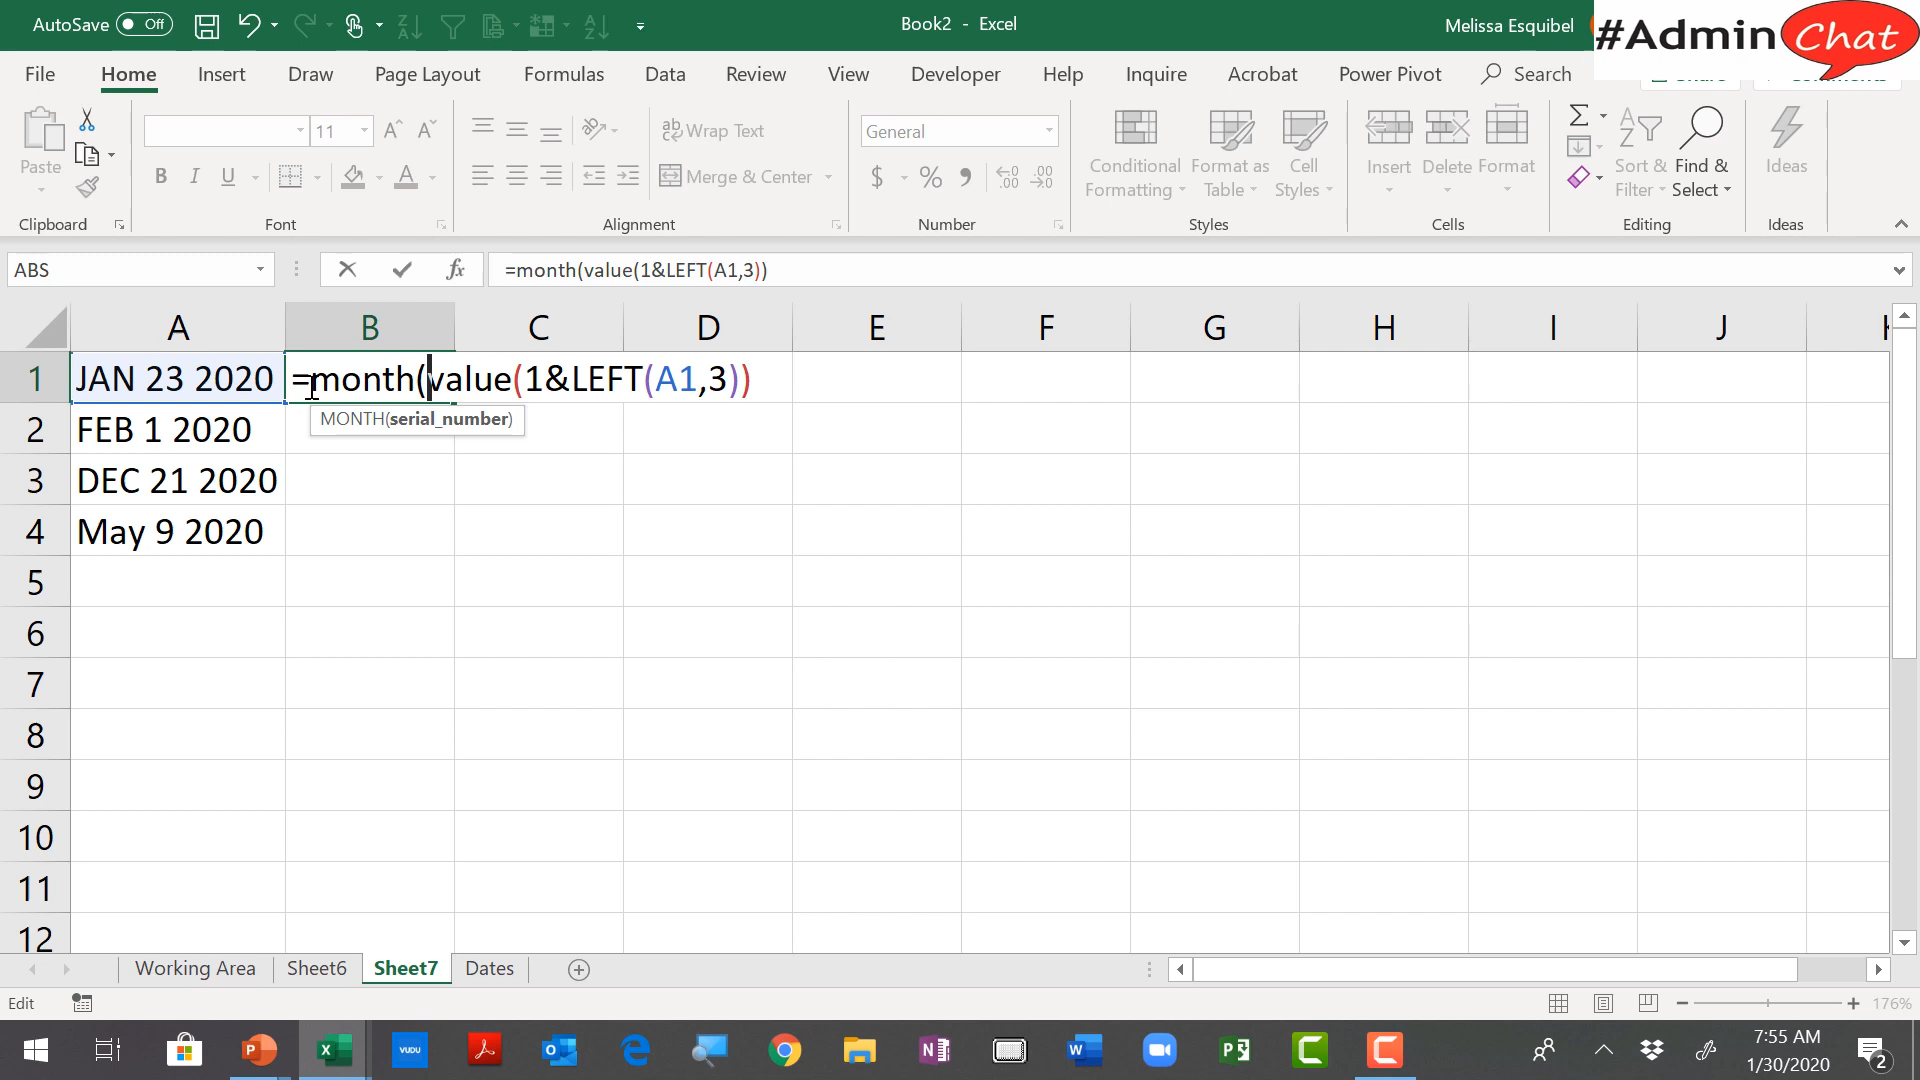 AutoSave Off
Book2 - Excel
Melissa Esquibel
#Admin Chat
File Home Insert Draw Page Layout Formulas Data Review View Developer Help Inquire Acrobat Power Pivot Search
11
ab Wrap Text
General
Paste
B I U A
Merge & Center
$ % 9
Conditional Formatting
Format as Table
Cell Styles
Insert Delete Format
Sort & Filter
Find & Select
Ideas
Clipboard Font Alignment Number Styles Cells Editing Ideas
ABS
fx
=month(value(1&LEFT(A1,3))
A B C D E F G H I J
1 JAN 23 2020 =month(value(1&LEFT(A1,3))
MONTH(serial_number)
2 FEB 1 2020
3 DEC 21 2020
4 May 9 2020
5
6
7
8
9
10
11
12
Working Area Sheet6 Sheet7 Dates
Edit
176%
VUDU
7:55 AM
1/30/2020
2